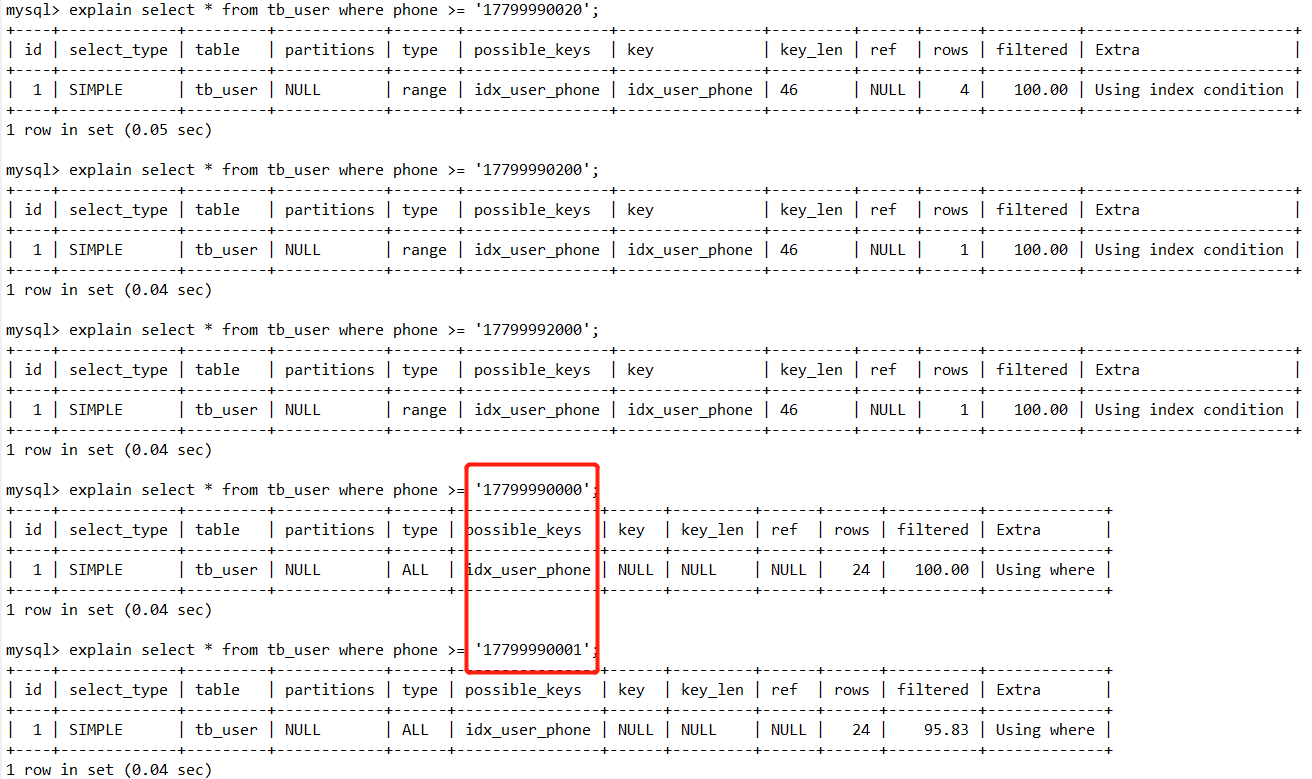 mysql> explain select * from tb_user where phone >= '17799990020';
+----+-------------+---------+------------+-------+----------------+----------------+---------+------+------+----------+-----------------------+
| id | select_type | table   | partitions | type  | possible_keys  | key            | key_len | ref  | rows | filtered | Extra                 |
+----+-------------+---------+------------+-------+----------------+----------------+---------+------+------+----------+-----------------------+
|  1 | SIMPLE      | tb_user | NULL       | range | idx_user_phone | idx_user_phone | 46      | NULL |    4 |   100.00 | Using index condition |
+----+-------------+---------+------------+-------+----------------+----------------+---------+------+------+----------+-----------------------+
1 row in set (0.05 sec)
mysql> explain select * from tb_user where phone >= '17799990200';
+----+-------------+---------+------------+-------+----------------+----------------+---------+------+------+----------+-----------------------+
| id | select_type | table   | partitions | type  | possible_keys  | key            | key_len | ref  | rows | filtered | Extra                 |
+----+-------------+---------+------------+-------+----------------+----------------+---------+------+------+----------+-----------------------+
|  1 | SIMPLE      | tb_user | NULL       | range | idx_user_phone | idx_user_phone | 46      | NULL |    1 |   100.00 | Using index condition |
+----+-------------+---------+------------+-------+----------------+----------------+---------+------+------+----------+-----------------------+
1 row in set (0.04 sec)
mysql> explain select * from tb_user where phone >= '17799992000';
+----+-------------+---------+------------+-------+----------------+----------------+---------+------+------+----------+-----------------------+
| id | select_type | table   | partitions | type  | possible_keys  | key            | key_len | ref  | rows | filtered | Extra                 |
+----+-------------+---------+------------+-------+----------------+----------------+---------+------+------+----------+-----------------------+
|  1 | SIMPLE      | tb_user | NULL       | range | idx_user_phone | idx_user_phone | 46      | NULL |    1 |   100.00 | Using index condition |
+----+-------------+---------+------------+-------+----------------+----------------+---------+------+------+----------+-----------------------+
1 row in set (0.04 sec)
mysql> explain select * from tb_user where phone >= '17799990000';
+----+-------------+---------+------------+------+----------------+------+---------+------+------+----------+-------------+
| id | select_type | table   | partitions | type | possible_keys  | key  | key_len | ref  | rows | filtered | Extra       |
+----+-------------+---------+------------+------+----------------+------+---------+------+------+----------+-------------+
|  1 | SIMPLE      | tb_user | NULL       | ALL  | idx_user_phone | NULL | NULL    | NULL |   24 |   100.00 | Using where |
+----+-------------+---------+------------+------+----------------+------+---------+------+------+----------+-------------+
1 row in set (0.04 sec)
mysql> explain select * from tb_user where phone >= '17799990001';
+----+-------------+---------+------------+------+----------------+------+---------+------+------+----------+-------------+
| id | select_type | table   | partitions | type | possible_keys  | key  | key_len | ref  | rows | filtered | Extra       |
+----+-------------+---------+------------+------+----------------+------+---------+------+------+----------+-------------+
|  1 | SIMPLE      | tb_user | NULL       | ALL  | idx_user_phone | NULL | NULL    | NULL |   24 |    95.83 | Using where |
+----+-------------+---------+------------+------+----------------+------+---------+------+------+----------+-------------+
1 row in set (0.04 sec)